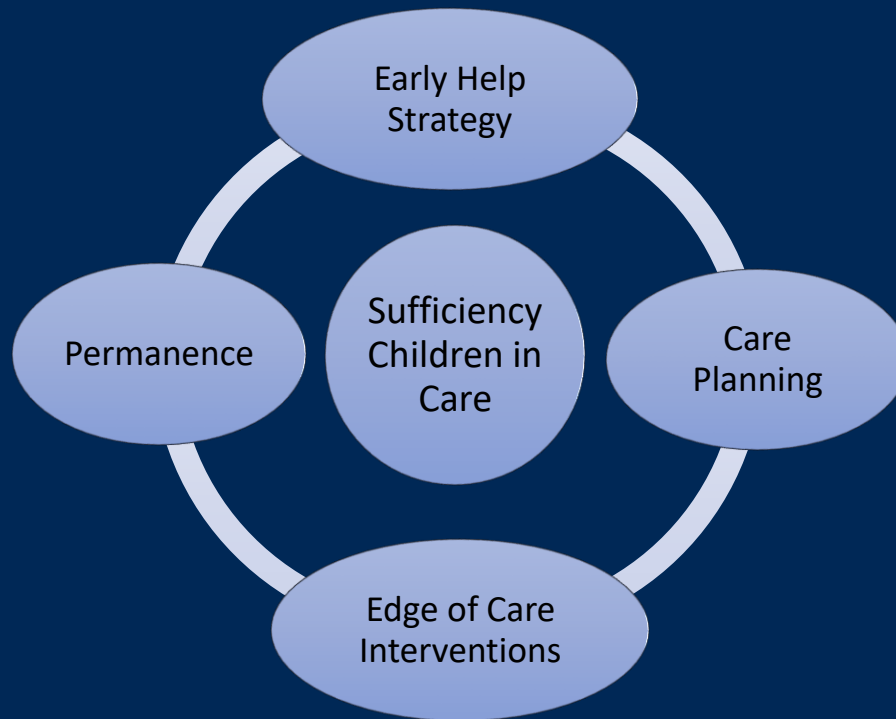 Early Help
Strategy
Permanence
Sufficiency
Children in
Care
Care
Planning
Edge of Care
Interventions